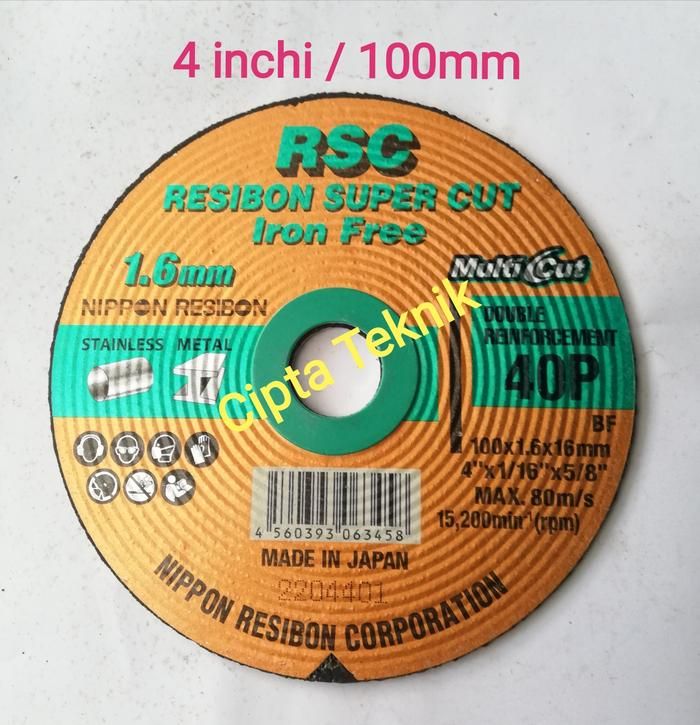 4 inchi / 100mm
RSC
RESIBON SUPER CUT
Iron Free
1.6mm
Multi Cut
NIPPON RESIBON
STAINLESS METAL
DOUBLE
REINFORCEMENT
40P
Cipta Teknik
BF
100x1.6x16mm
4"x1/16"x5/8"
MAX. 80m/s
15,200min⁻¹(rpm)
4 560393 063458
MADE IN JAPAN
2204401
NIPPON RESIBON CORPORATION